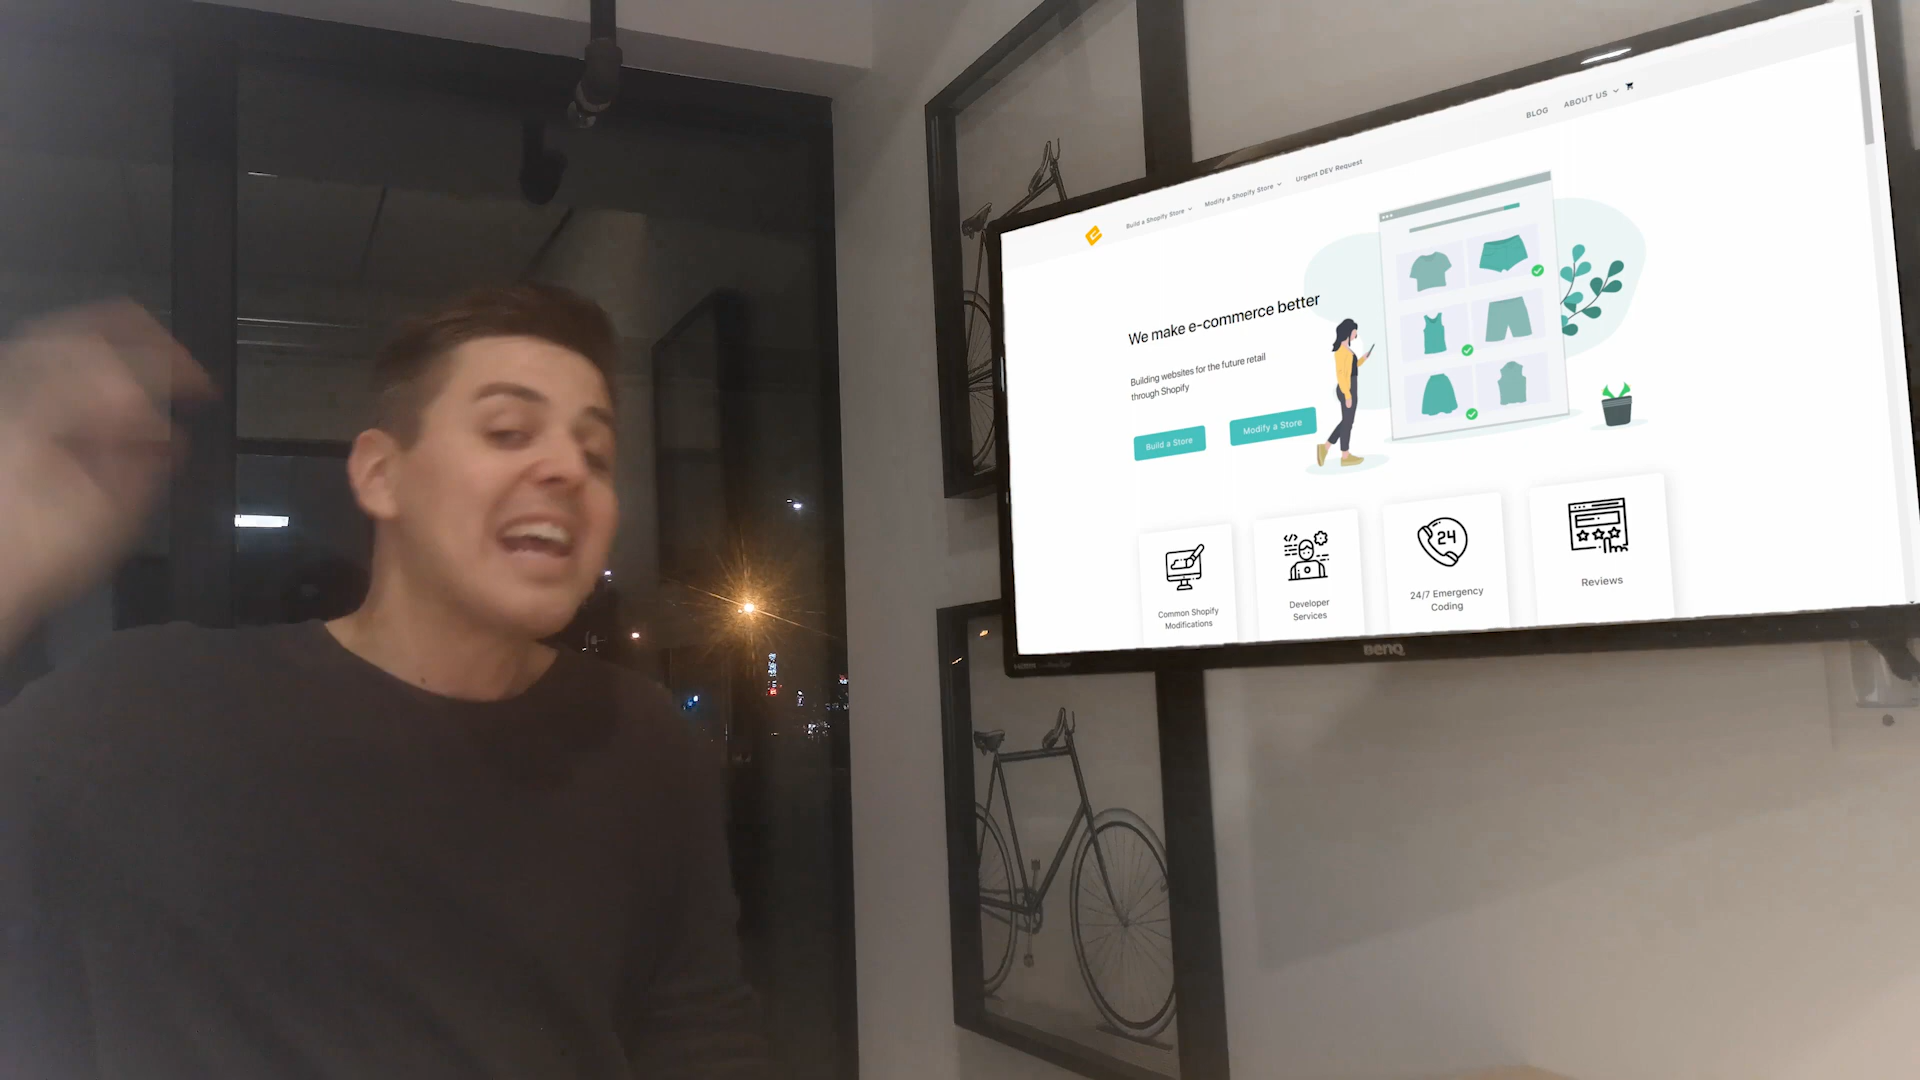 BLOG
ABOUT US
Build a Shopify Store
Modify a Shopify Store
Urgent DEV Request
We make e-commerce better
Building websites for the future retail
through Shopify
Build a Store
Modify a Store
Common Shopify
Modifications
</>
Developer
Services
24
24/7 Emergency
Coding
Reviews
BenQ
HDMI